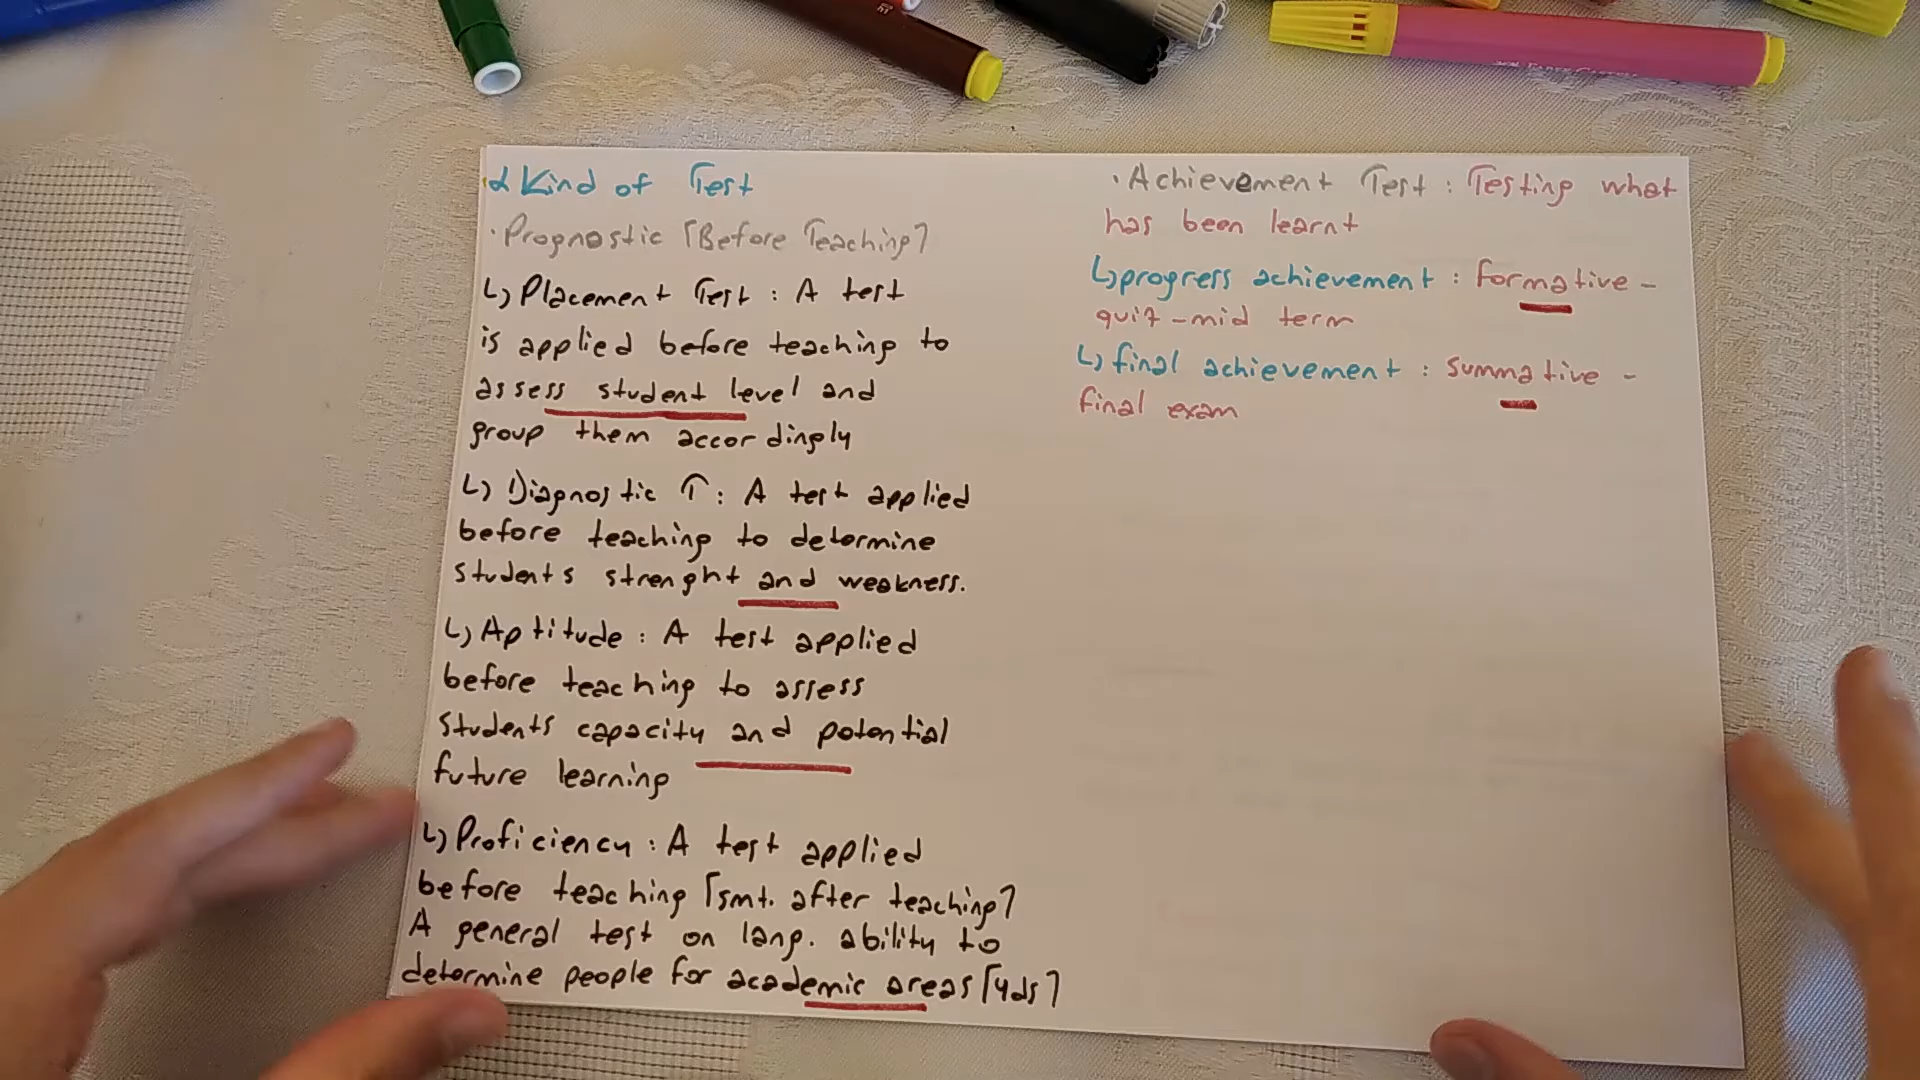 2 Kind of Test
· Prognostic [Before Teaching]
↳ Placement Test : A test
is applied before teaching to
assess student level and
group them accordingly
↳ Diagnostic T : A test applied
before teaching to determine
students strenght and weakness.
↳ Aptitude : A test applied
before teaching to assess
students capacity and potential
future learning
↳ Proficiency : A test applied
before teaching [smt. after teaching]
A general test on lang. ability to
determine people for academic areas [yds]
· Achievement Test : Testing what
has been learnt
↳ progress achievement : formative -
quiz - mid term
↳ final achievement : summative -
final exam